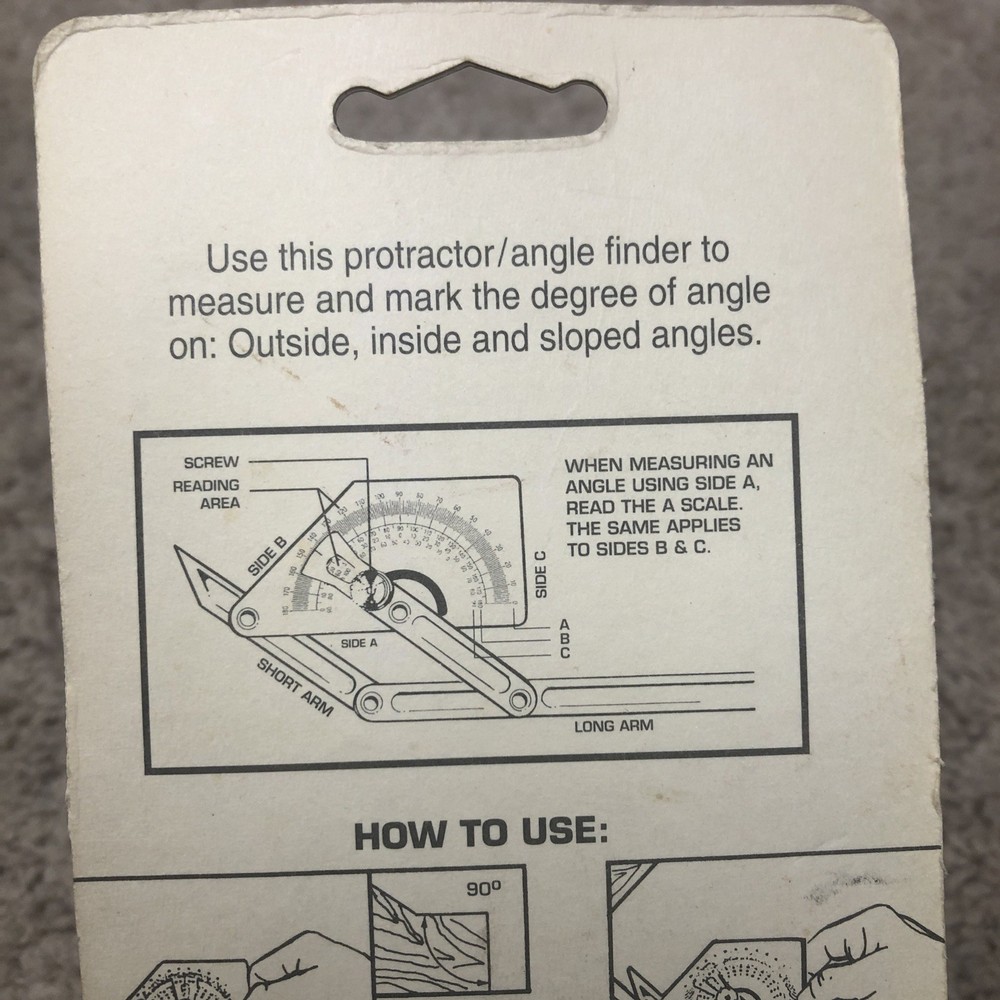 Use this protractor/angle finder to
measure and mark the degree of angle
on: Outside, inside and sloped angles.
SCREW
READING
AREA
SIDE B
SIDE A
SIDE C
WHEN MEASURING AN
ANGLE USING SIDE A,
READ THE A SCALE.
THE SAME APPLIES
TO SIDES B & C.
A
B
C
SHORT ARM
LONG ARM
HOW TO USE:
90º